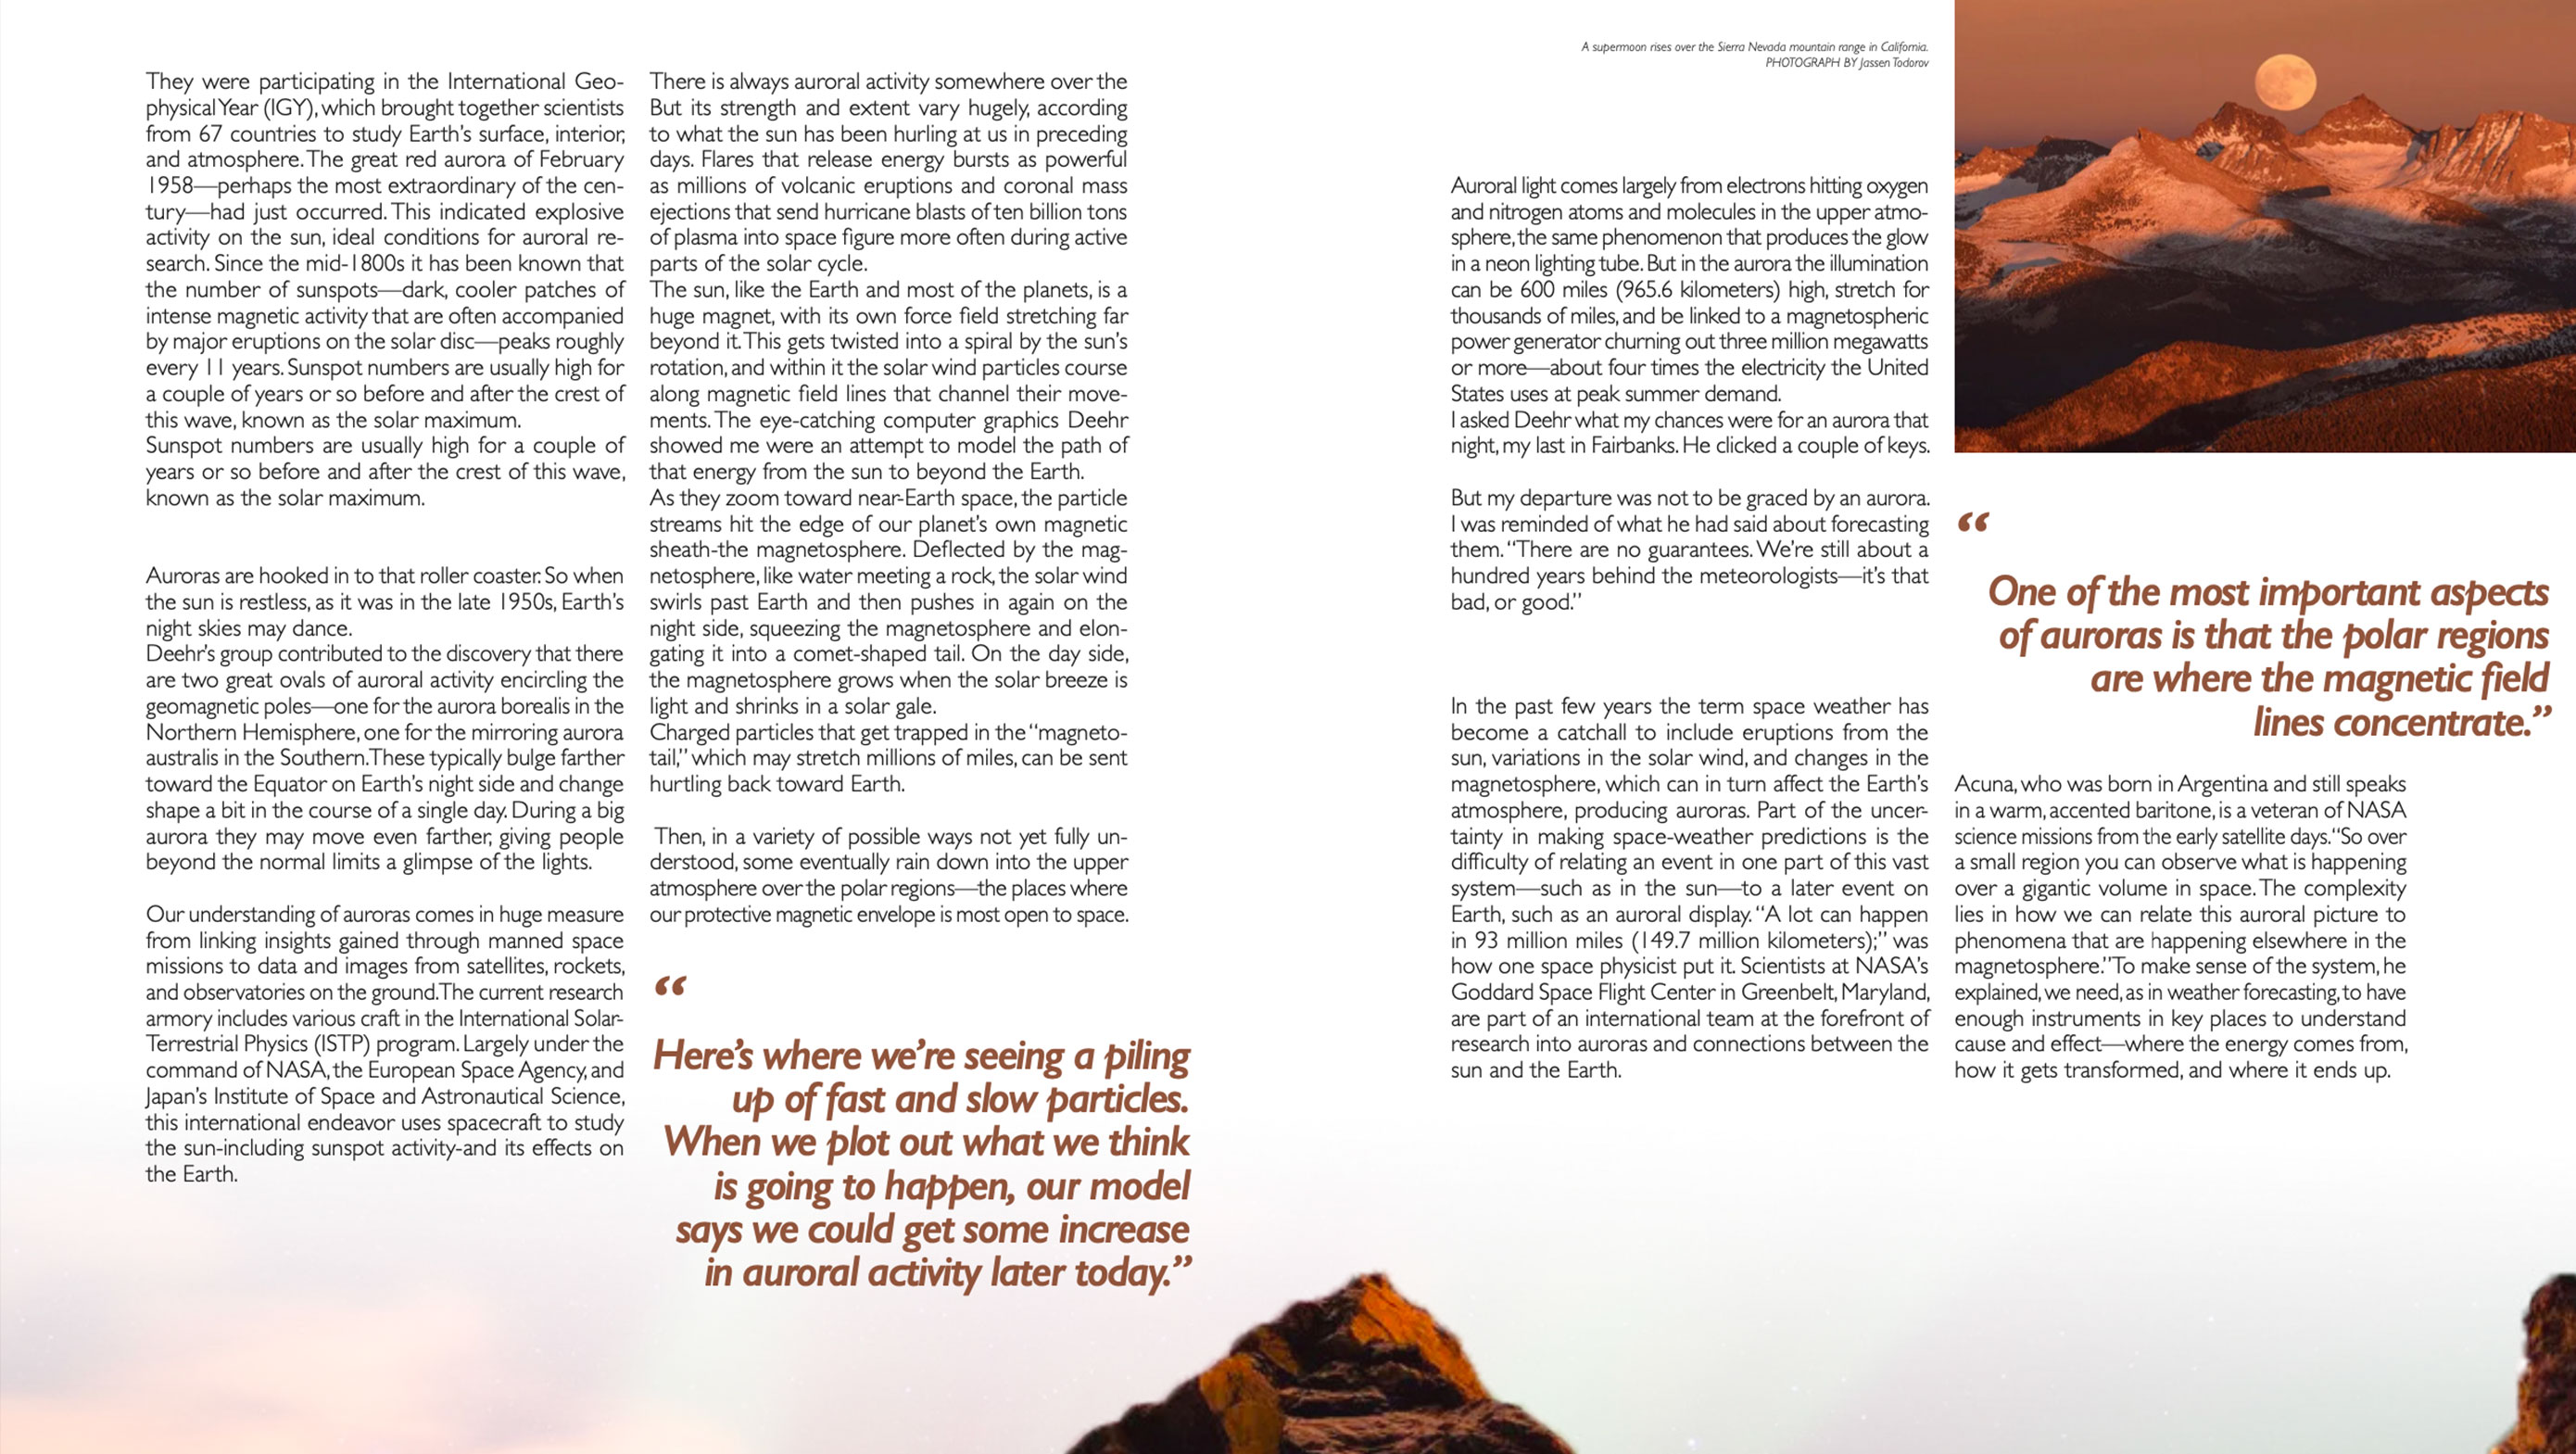 They were participating in the International Geo-
physical Year (IGY), which brought together scientists
from 67 countries to study Earth's surface, interior,
and atmosphere. The great red aurora of February
1958—perhaps the most extraordinary of the cen-
tury—had just occurred. This indicated explosive
activity on the sun, ideal conditions for auroral re-
search. Since the mid-1800s it has been known that
the number of sunspots—dark, cooler patches of
intense magnetic activity that are often accompanied
by major eruptions on the solar disc—peaks roughly
every 11 years. Sunspot numbers are usually high for
a couple of years or so before and after the crest of
this wave, known as the solar maximum.
Sunspot numbers are usually high for a couple of
years or so before and after the crest of this wave,
known as the solar maximum.
Auroras are hooked in to that roller coaster. So when
the sun is restless, as it was in the late 1950s, Earth's
night skies may dance.
Deehr's group contributed to the discovery that there
are two great ovals of auroral activity encircling the
geomagnetic poles—one for the aurora borealis in the
Northern Hemisphere, one for the mirroring aurora
australis in the Southern. These typically bulge farther
toward the Equator on Earth's night side and change
shape a bit in the course of a single day. During a big
aurora they may move even farther, giving people
beyond the normal limits a glimpse of the lights.
Our understanding of auroras comes in huge measure
from linking insights gained through manned space
missions to data and images from satellites, rockets,
and observatories on the ground.The current research
armory includes various craft in the International Solar-
Terrestrial Physics (ISTP) program. Largely under the
command of NASA, the European Space Agency, and
Japan's Institute of Space and Astronautical Science,
this international endeavor uses spacecraft to study
the sun-including sunspot activity-and its effects on
the Earth.
There is always auroral activity somewhere over the
But its strength and extent vary hugely, according
to what the sun has been hurling at us in preceding
days. Flares that release energy bursts as powerful
as millions of volcanic eruptions and coronal mass
ejections that send hurricane blasts of ten billion tons
of plasma into space figure more often during active
parts of the solar cycle.
The sun, like the Earth and most of the planets, is a
huge magnet, with its own force field stretching far
beyond it. This gets twisted into a spiral by the sun's
rotation, and within it the solar wind particles course
along magnetic field lines that channel their move-
ments. The eye-catching computer graphics Deehr
showed me were an attempt to model the path of
that energy from the sun to beyond the Earth.
As they zoom toward near-Earth space, the particle
streams hit the edge of our planet's own magnetic
sheath-the magnetosphere. Deflected by the mag-
netosphere, like water meeting a rock, the solar wind
swirls past Earth and then pushes in again on the
night side, squeezing the magnetosphere and elon-
gating it into a comet-shaped tail. On the day side,
the magnetosphere grows when the solar breeze is
light and shrinks in a solar gale.
Charged particles that get trapped in the "magneto-
tail," which may stretch millions of miles, can be sent
hurtling back toward Earth.
Then, in a variety of possible ways not yet fully un-
derstood, some eventually rain down into the upper
atmosphere over the polar regions—the places where
our protective magnetic envelope is most open to space.
“
Here's where we're seeing a piling
up of fast and slow particles.
When we plot out what we think
is going to happen, our model
says we could get some increase
in auroral activity later today.”
A supermoon rises over the Sierra Nevada mountain range in California.
PHOTOGRAPH BY Jassen Todorov
Auroral light comes largely from electrons hitting oxygen
and nitrogen atoms and molecules in the upper atmo-
sphere, the same phenomenon that produces the glow
in a neon lighting tube. But in the aurora the illumination
can be 600 miles (965.6 kilometers) high, stretch for
thousands of miles, and be linked to a magnetospheric
power generator churning out three million megawatts
or more—about four times the electricity the United
States uses at peak summer demand.
I asked Deehr what my chances were for an aurora that
night, my last in Fairbanks. He clicked a couple of keys.
But my departure was not to be graced by an aurora.
I was reminded of what he had said about forecasting
them. "There are no guarantees. We're still about a
hundred years behind the meteorologists—it's that
bad, or good."
In the past few years the term space weather has
become a catchall to include eruptions from the
sun, variations in the solar wind, and changes in the
magnetosphere, which can in turn affect the Earth's
atmosphere, producing auroras. Part of the uncer-
tainty in making space-weather predictions is the
difficulty of relating an event in one part of this vast
system—such as in the sun—to a later event on
Earth, such as an auroral display. "A lot can happen
in 93 million miles (149.7 million kilometers);" was
how one space physicist put it. Scientists at NASA's
Goddard Space Flight Center in Greenbelt, Maryland,
are part of an international team at the forefront of
research into auroras and connections between the
sun and the Earth.
“
One of the most important aspects
of auroras is that the polar regions
are where the magnetic field
lines concentrate.”
Acuna, who was born in Argentina and still speaks
in a warm, accented baritone, is a veteran of NASA
science missions from the early satellite days. "So over
a small region you can observe what is happening
over a gigantic volume in space. The complexity
lies in how we can relate this auroral picture to
phenomena that are happening elsewhere in the
magnetosphere." To make sense of the system, he
explained, we need, as in weather forecasting, to have
enough instruments in key places to understand
cause and effect—where the energy comes from,
how it gets transformed, and where it ends up.